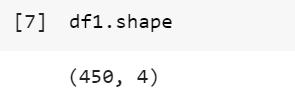 [7] df1.shape
(450, 4)